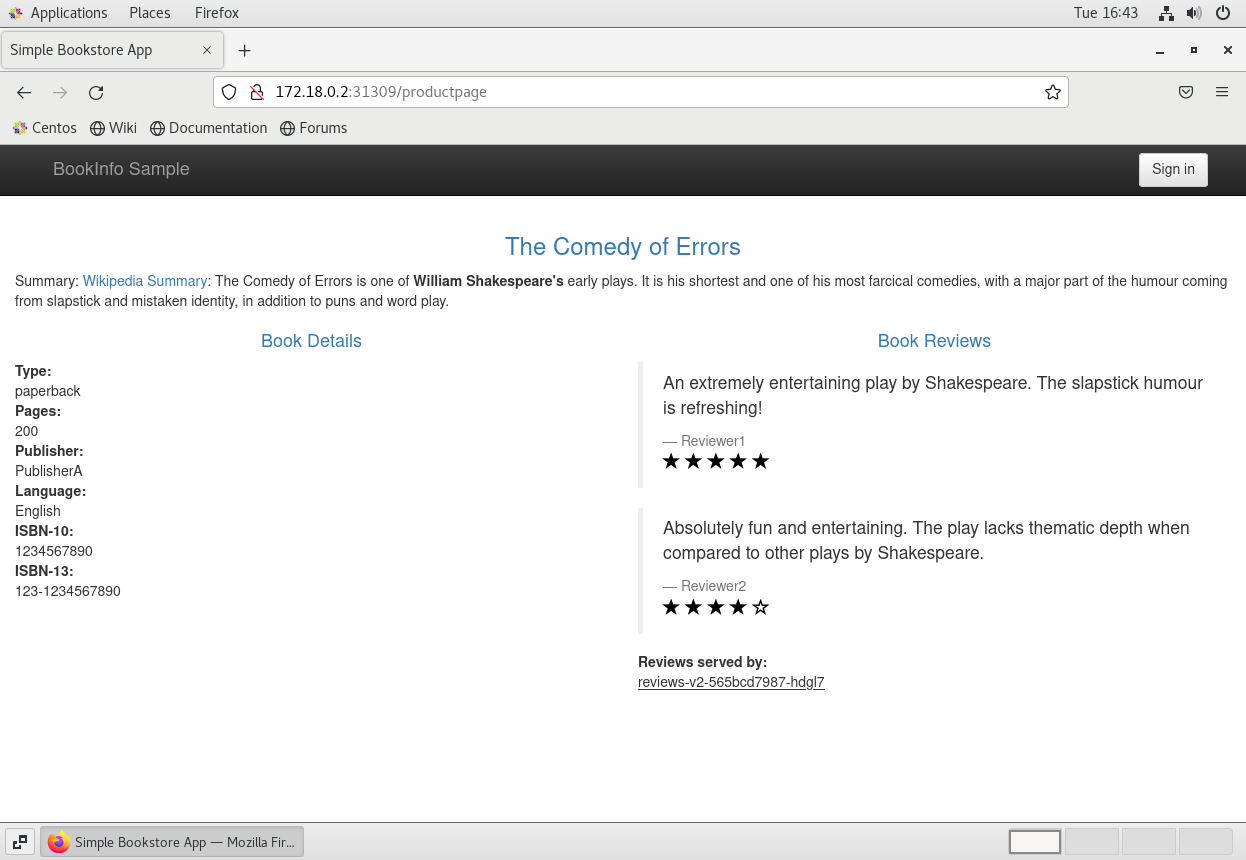 Applications Places Firefox Tue 16:43
Simple Bookstore App
172.18.0.2:31309/productpage
Centos Wiki Documentation Forums
BookInfo Sample Sign in
The Comedy of Errors
Summary: Wikipedia Summary: The Comedy of Errors is one of William Shakespeare's early plays. It is his shortest and one of his most farcical comedies, with a major part of the humour coming
from slapstick and mistaken identity, in addition to puns and word play.
Book Details
Type:
paperback
Pages:
200
Publisher:
PublisherA
Language:
English
ISBN-10:
1234567890
ISBN-13:
123-1234567890
Book Reviews
An extremely entertaining play by Shakespeare. The slapstick humour
is refreshing!
— Reviewer1
★ ★ ★ ★ ★
Absolutely fun and entertaining. The play lacks thematic depth when
compared to other plays by Shakespeare.
— Reviewer2
★ ★ ★ ★ ☆
Reviews served by:
reviews-v2-565bcd7987-hdgl7
Simple Bookstore App — Mozilla Fir...